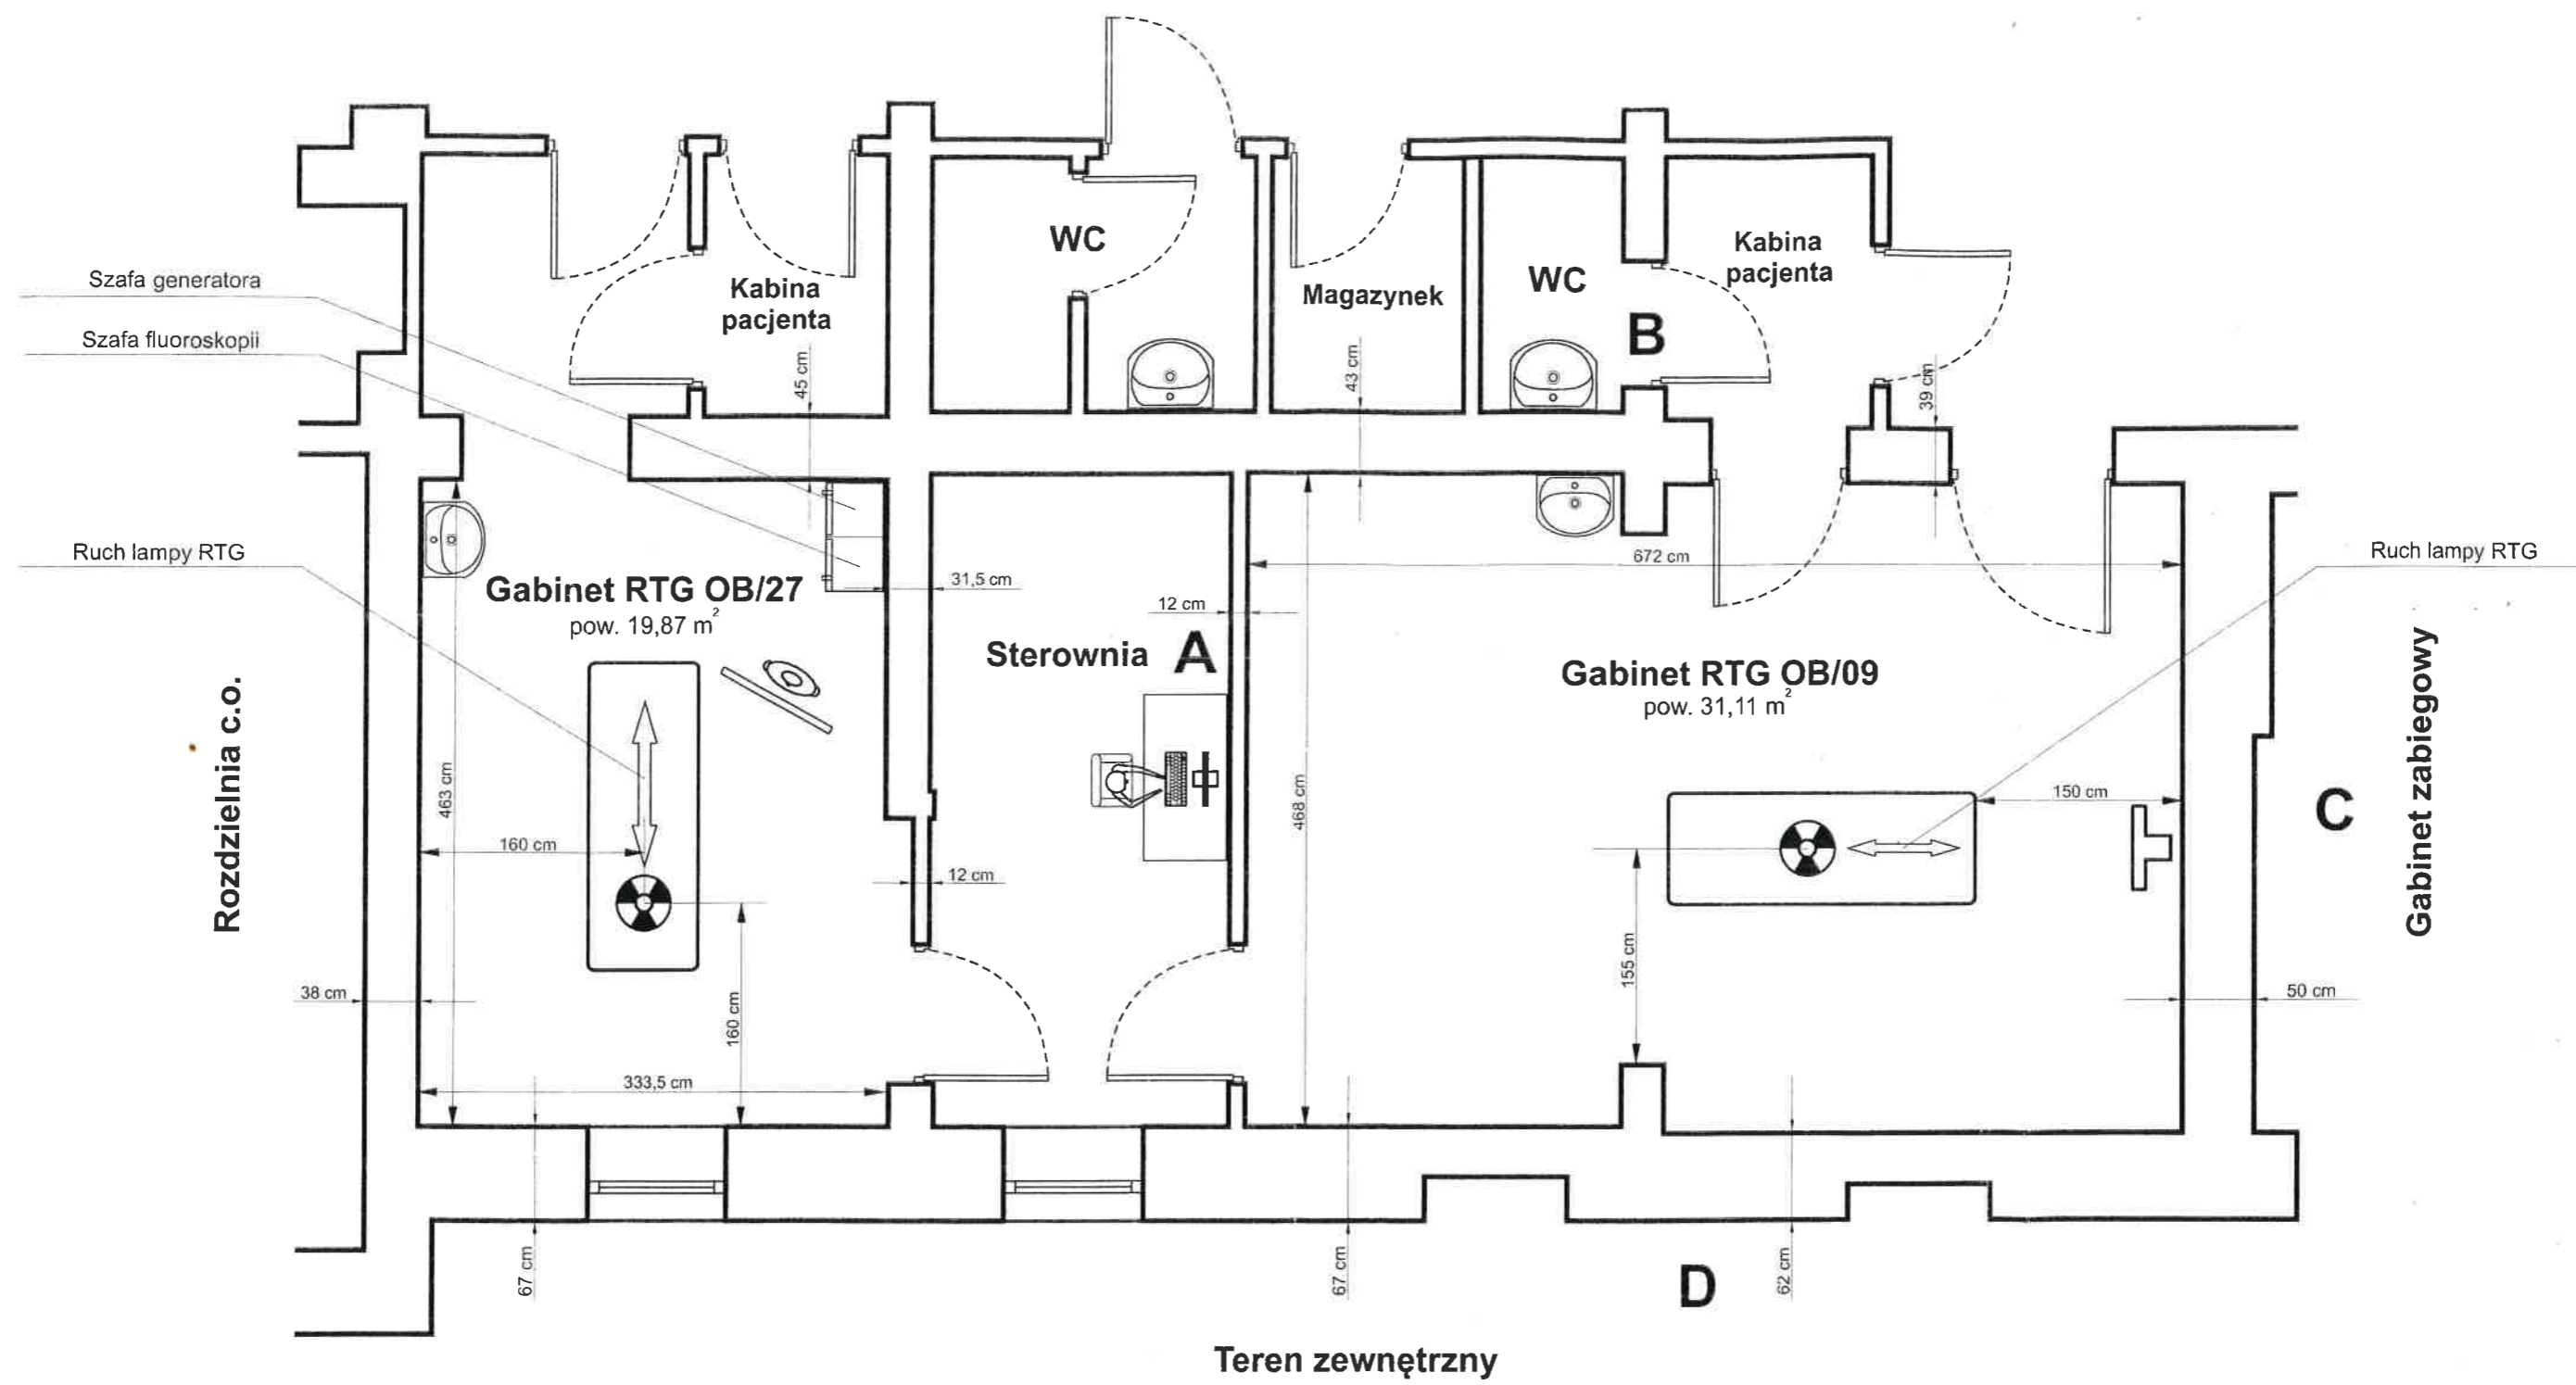 WC
Kabina
pacjenta
Szafa generatora
Kabina
pacjenta
WC
Magazynek
B
Szafa fluoroskopii
45 cm
43 cm
39 cm
Ruch lampy RTG
672 cm
Ruch lampy RTG
Gabinet RTG OB/27
pow. 19,87 m²
31,5 cm
12 cm
Sterownia
A
Gabinet RTG OB/09
pow. 31,11 m²
Rozdzielnia c.o.
463 cm
468 cm
150 cm
C
Gabinet zabiegowy
160 cm
12 cm
155 cm
38 cm
160 cm
50 cm
333,5 cm
67 cm
67 cm
62 cm
D
Teren zewnętrzny